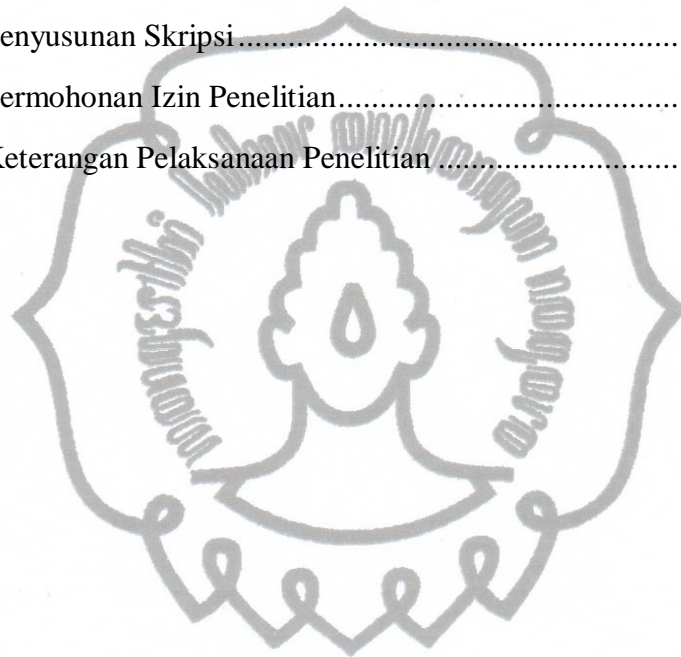 enyusunan Skripsi.......................................................
ermohonan Izin Penelitian..........................................
Keterangan Pelaksanaan Penelitian ..............................